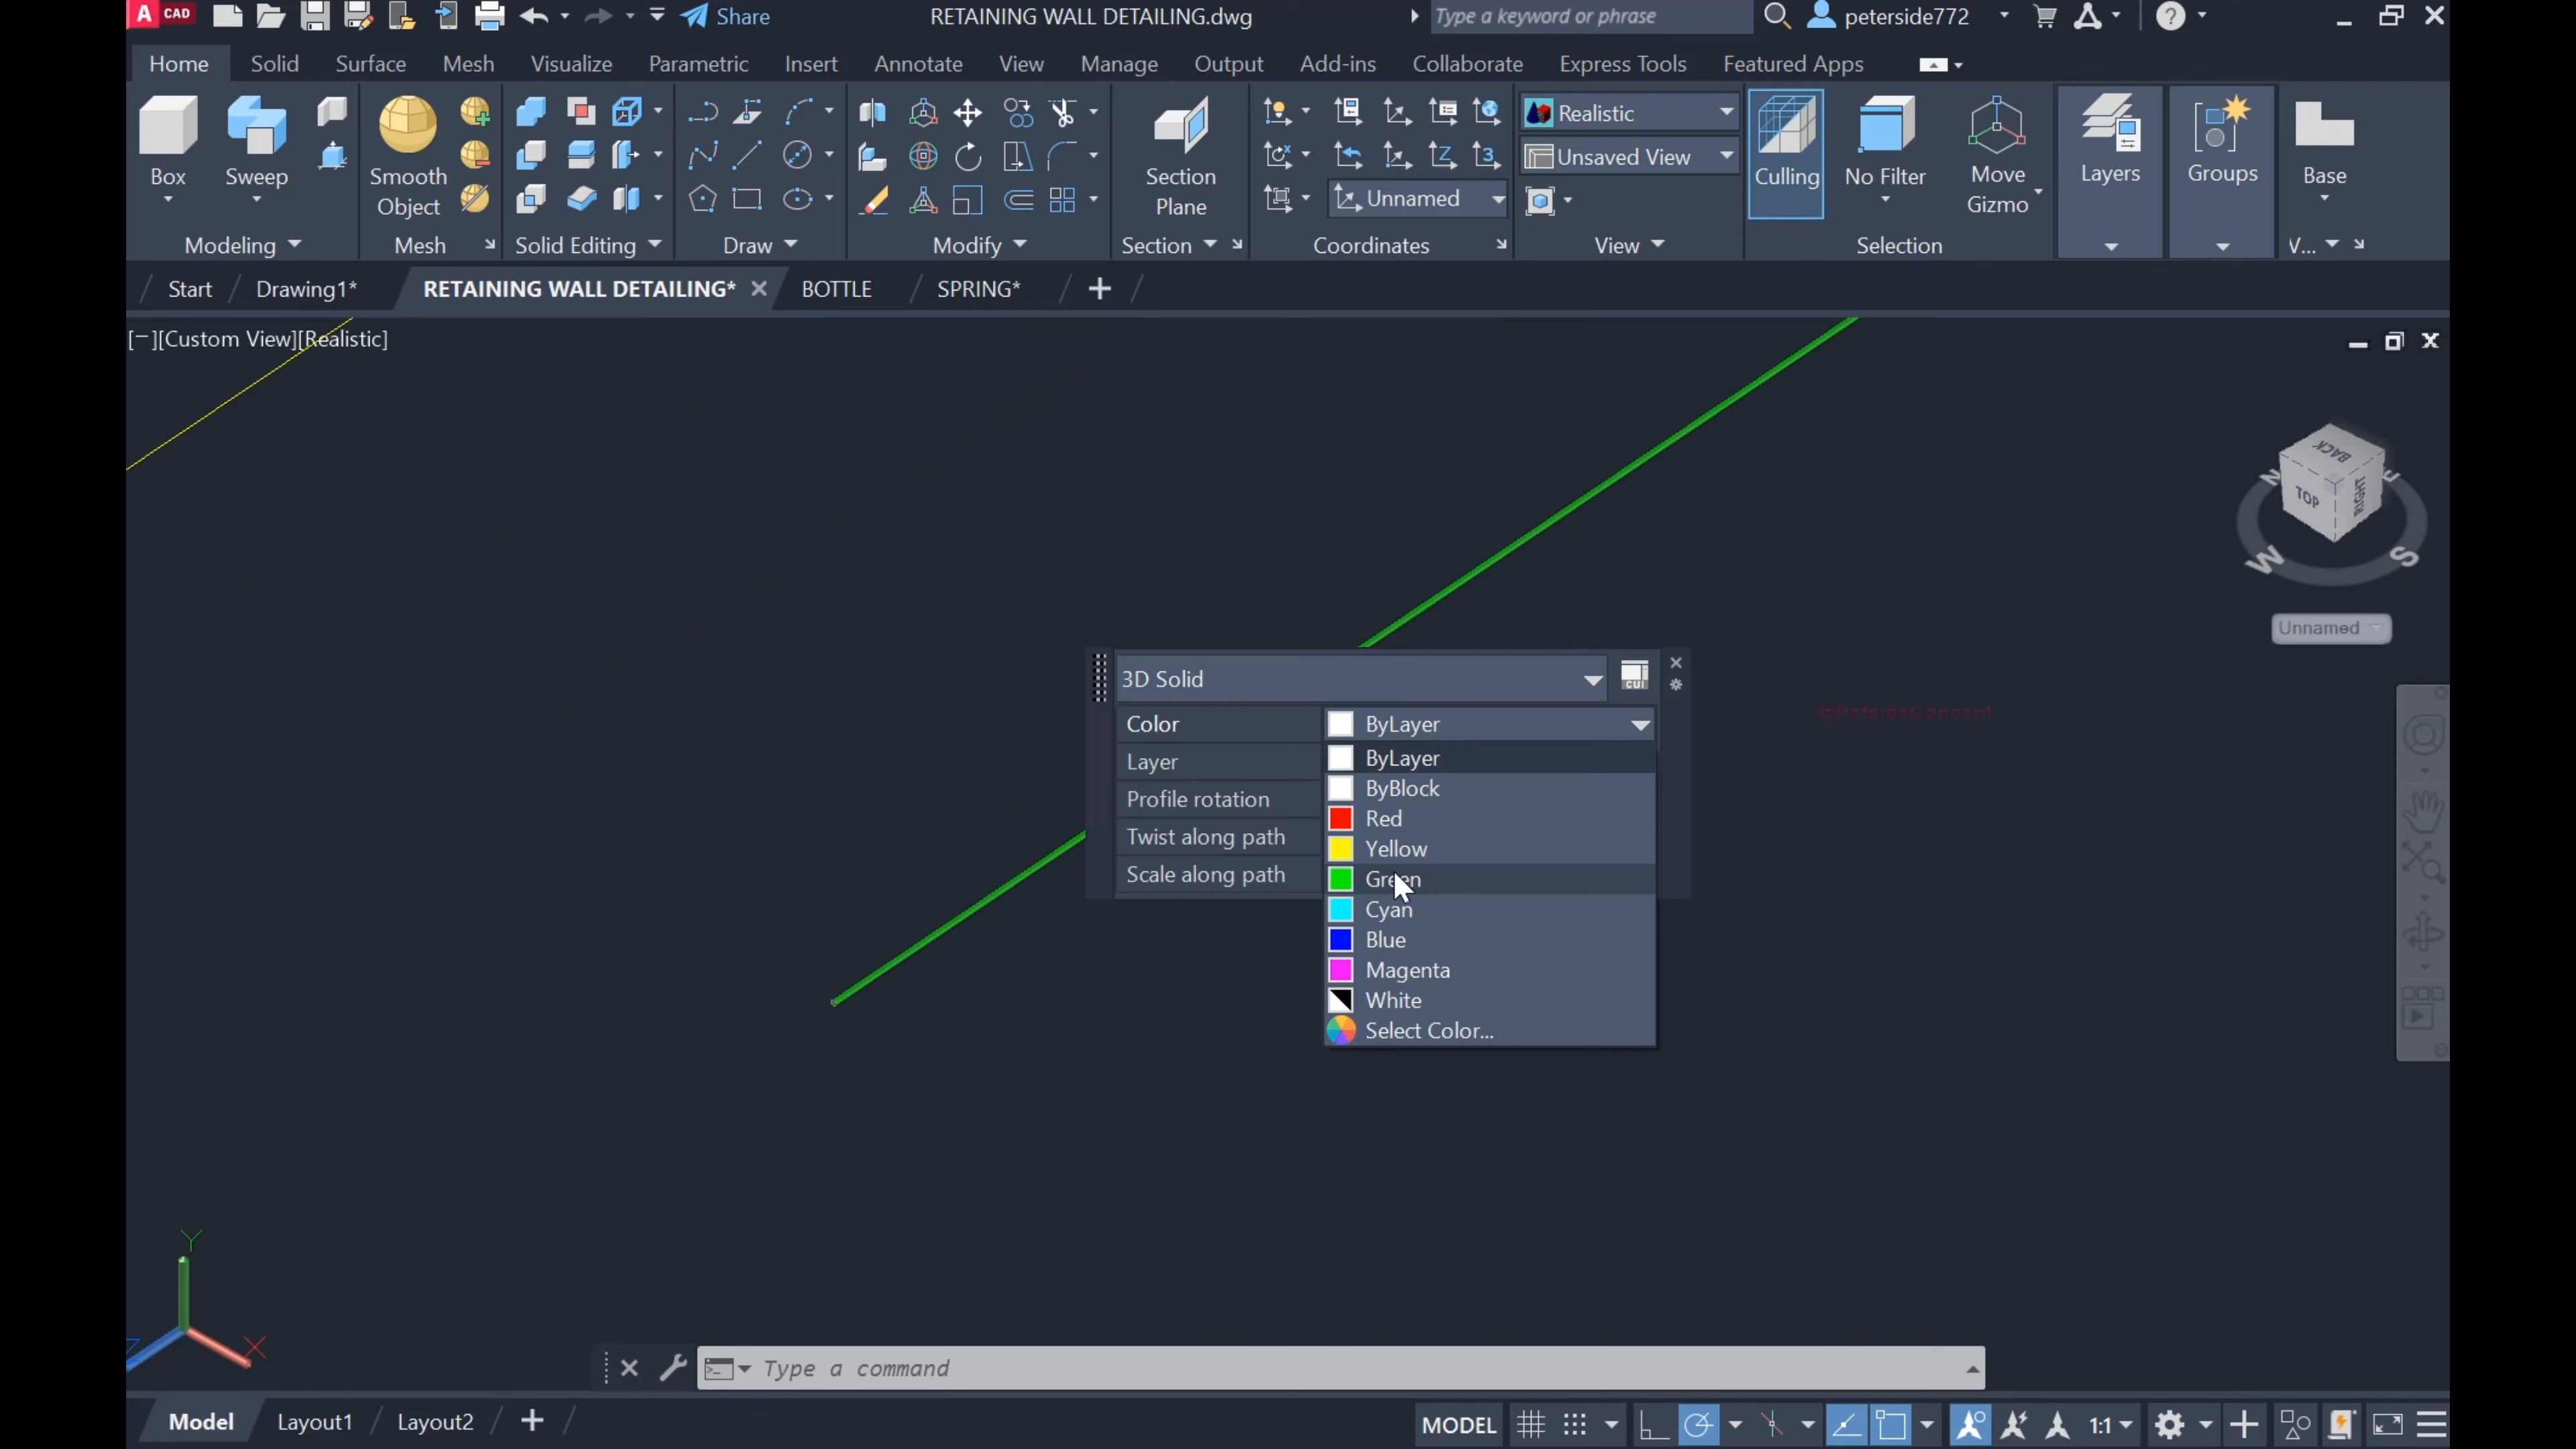 A CAD
Share
RETAINING WALL DETAILING.dwg
Type a keyword or phrase
peterside772
Home Solid Surface Mesh Visualize Parametric Insert Annotate View Manage Output Add-ins Collaborate Express Tools Featured Apps
Box
Sweep
Smooth Object
Section Plane
Realistic
Unsaved View
Unnamed
Culling
No Filter
Move Gizmo
Layers
Groups
Base
Modeling Mesh Solid Editing Draw Modify Section Coordinates View Selection V...
Start Drawing1* RETAINING WALL DETAILING* BOTTLE SPRING*
[−][Custom View][Realistic]
BACK
TOP
RIGHT
N
E
W
S
Unnamed
3D Solid
CUI
Color ByLayer
Layer
Profile rotation
Twist along path
Scale along path
ByLayer
ByBlock
Red
Yellow
Green
Cyan
Blue
Magenta
White
Select Color...
@PetsideConcept
Y
X
Z
Type a command
Model Layout1 Layout2
MODEL
1:1